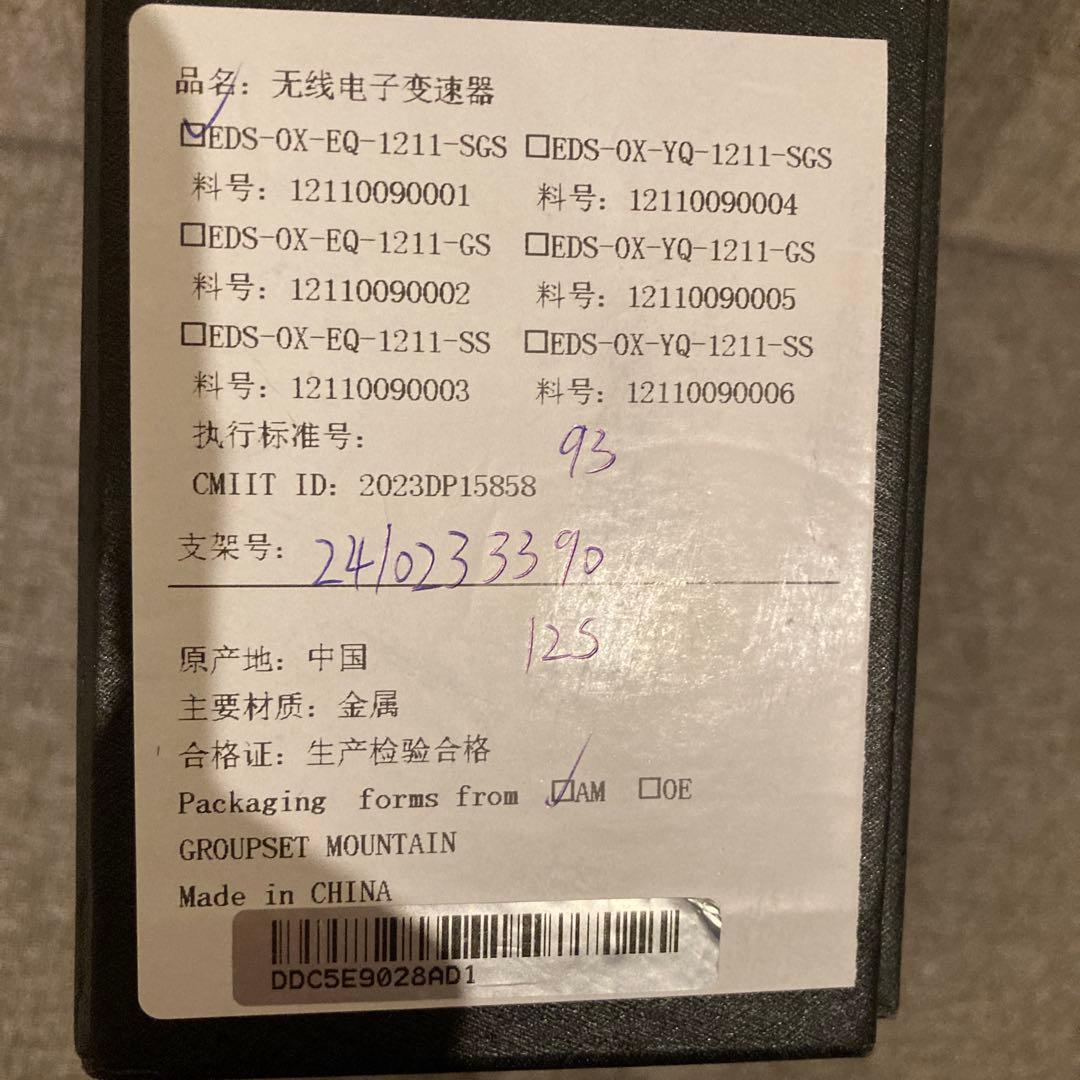 品名：无线电子变速器
☑EDS-OX-EQ-1211-SGS ☐EDS-OX-YQ-1211-SGS
料号：12110090001 料号：12110090004
☐EDS-OX-EQ-1211-GS ☐EDS-OX-YQ-1211-GS
料号：12110090002 料号：12110090005
☐EDS-OX-EQ-1211-SS ☐EDS-OX-YQ-1211-SS
料号：12110090003 料号：12110090006
执行标准号：
93
CMIIT ID：2023DP15858
支架号：2410233390
12S
原产地：中国
主要材质：金属
合格证：生产检验合格
Packaging forms from ☑AM ☐OE
GROUPSET MOUNTAIN
Made in CHINA
DDC5E9028AD1